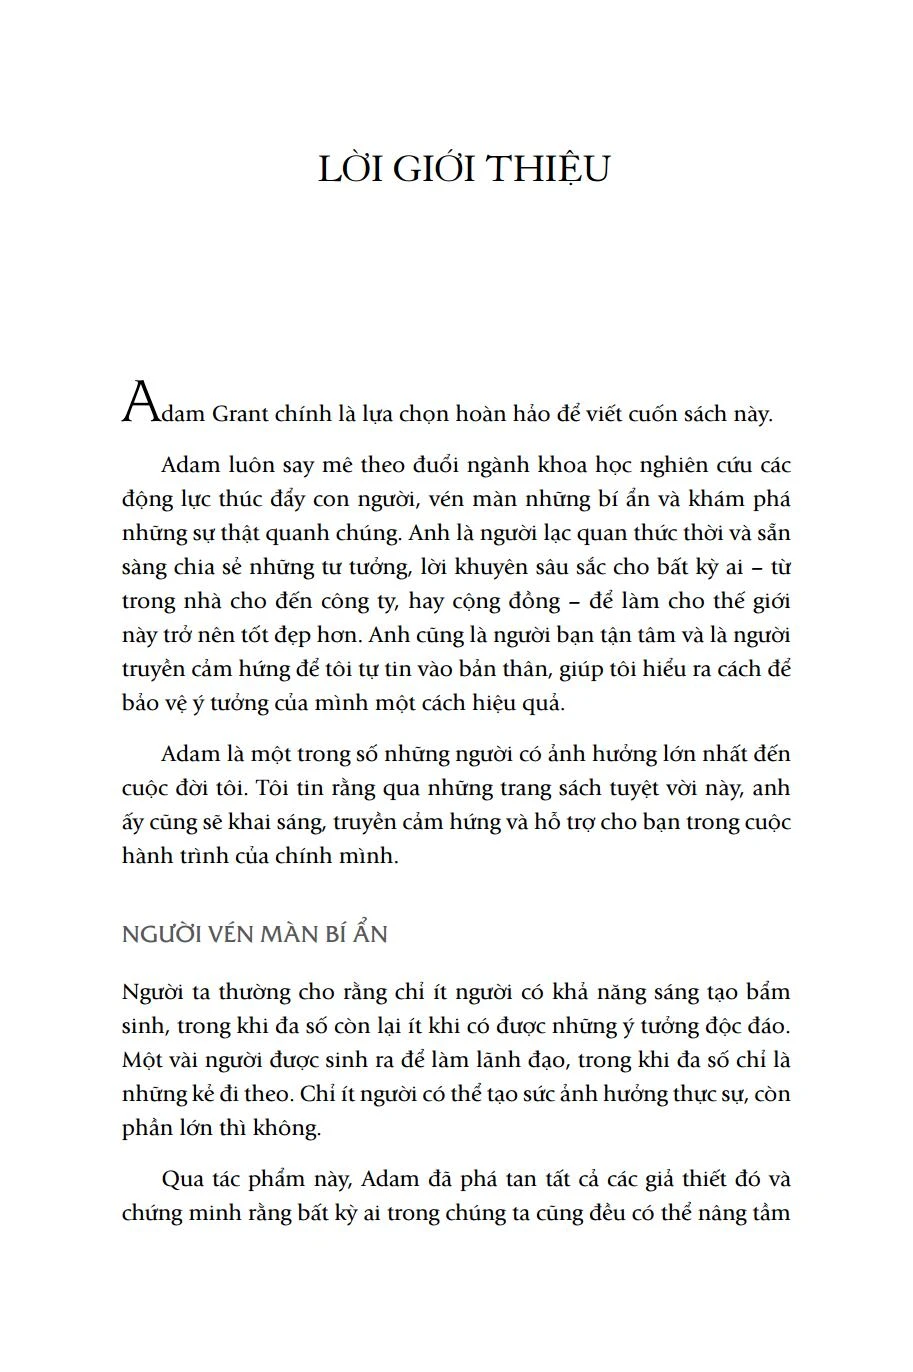 LỜI GIỚI THIỆU
Adam Grant chính là lựa chọn hoàn hảo để viết cuốn sách này.
Adam luôn say mê theo đuổi ngành khoa học nghiên cứu các
động lực thúc đẩy con người, vén màn những bí ẩn và khám phá
những sự thật quanh chúng. Anh là người lạc quan thức thời và sẵn
sàng chia sẻ những tư tưởng, lời khuyên sâu sắc cho bất kỳ ai – từ
trong nhà cho đến công ty, hay cộng đồng – để làm cho thế giới
này trở nên tốt đẹp hơn. Anh cũng là người bạn tận tâm và là người
truyền cảm hứng để tôi tự tin vào bản thân, giúp tôi hiểu ra cách để
bảo vệ ý tưởng của mình một cách hiệu quả.
Adam là một trong số những người có ảnh hưởng lớn nhất đến
cuộc đời tôi. Tôi tin rằng qua những trang sách tuyệt vời này, anh
ấy cũng sẽ khai sáng, truyền cảm hứng và hỗ trợ cho bạn trong cuộc
hành trình của chính mình.
NGƯỜI VÉN MÀN BÍ ẨN
Người ta thường cho rằng chỉ ít người có khả năng sáng tạo bẩm
sinh, trong khi đa số còn lại ít khi có được những ý tưởng độc đáo.
Một vài người được sinh ra để làm lãnh đạo, trong khi đa số chỉ là
những kẻ đi theo. Chỉ ít người có thể tạo sức ảnh hưởng thực sự, còn
phần lớn thì không.
Qua tác phẩm này, Adam đã phá tan tất cả các giả thiết đó và
chứng minh rằng bất kỳ ai trong chúng ta cũng đều có thể nâng tầm